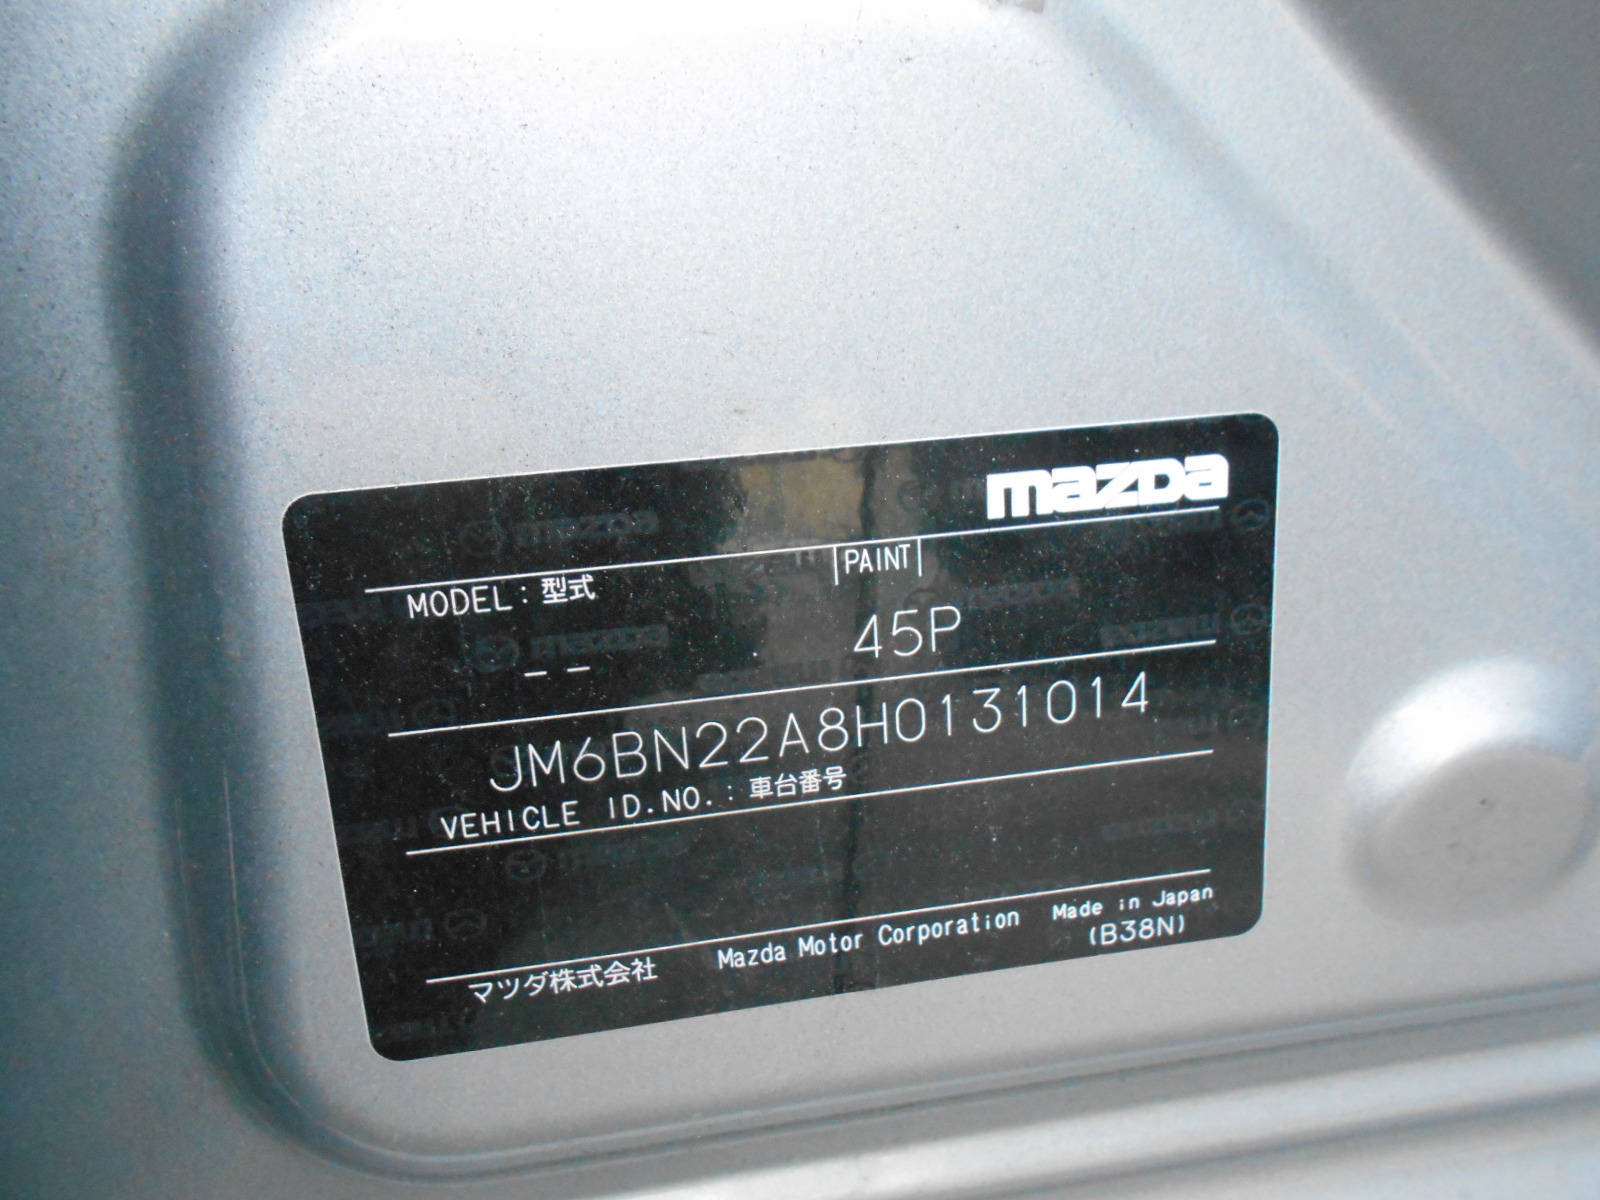 mazda
MODEL : 型式 PAINT
－－ 45P
JM6BN22A8H0131014
VEHICLE ID.NO. : 車台番号
マツダ株式会社 Mazda Motor Corporation Made in Japan
(B38N)